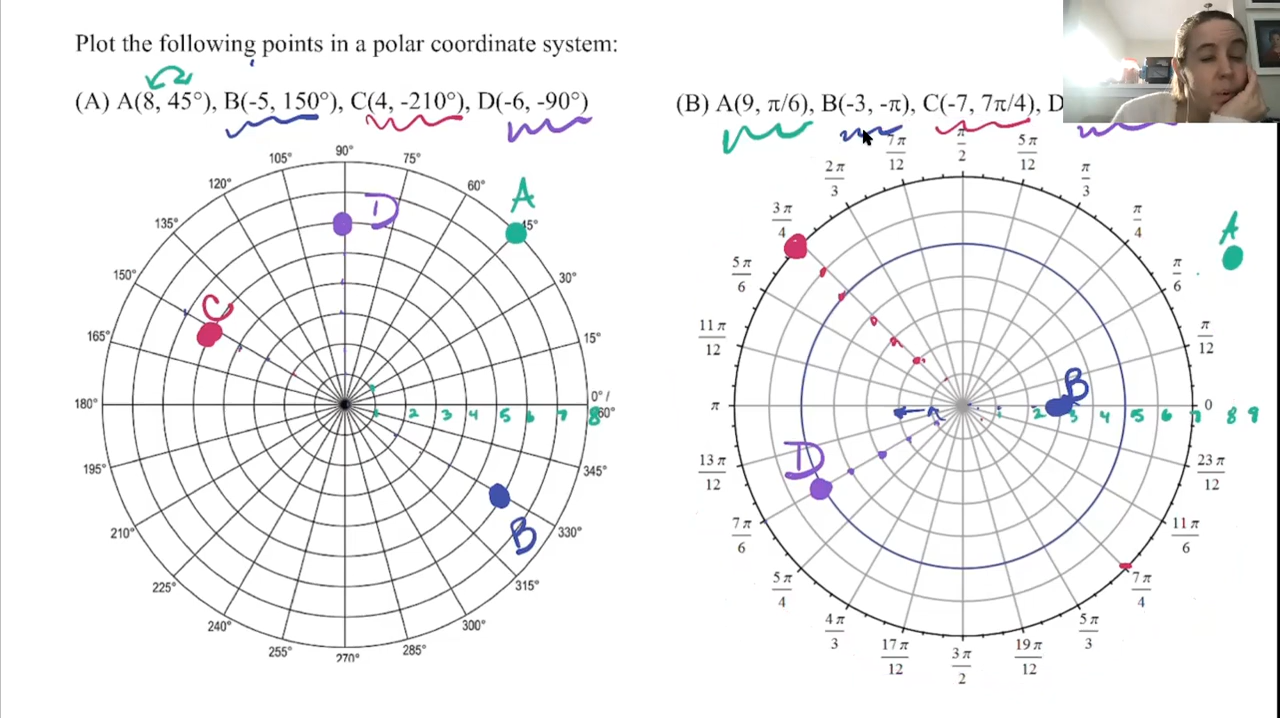 Plot the following points in a polar coordinate system:
(A) A(8, 45°), B(-5, 150°), C(4, -210°), D(-6, -90°)
(B) A(9, π/6), B(-3, -π), C(-7, 7π/4), D
90°
105°
75°
120°
60°
135°
45°
150°
30°
165°
15°
180°
0° /
60°
195°
345°
210°
330°
225°
315°
240°
300°
255°
285°
270°
A
D
C
B
1 2 3 4 5 6 7 8
π/2
7π/12
5π/12
2π/3
π/3
3π/4
π/4
5π/6
π/6
11π/12
π/12
π
0
13π/12
23π/12
7π/6
11π/6
5π/4
7π/4
4π/3
5π/3
17π/12
19π/12
3π/2
A
B
D
1 2 3 4 5 6 7 8 9